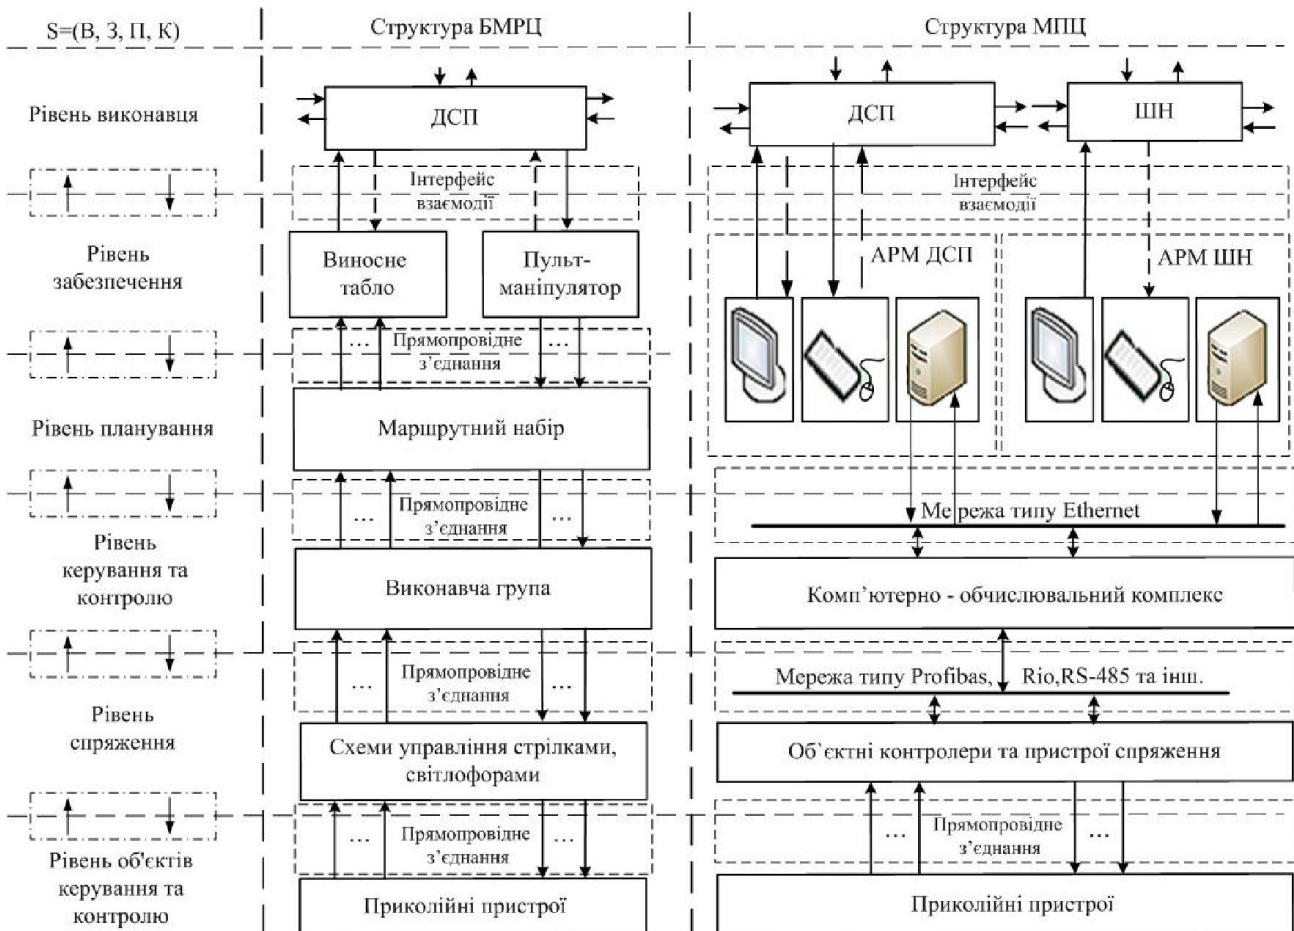 S=(В, З, П, К)
Структура БМРЦ
Структура МПЦ
Рівень виконавця
ДСП
ДСП
ШН
Інтерфейс
взаємодії
Інтерфейс
взаємодії
Рівень
забезпечення
Виносне
табло
Пульт-
маніпулятор
АРМ ДСП
АРМ ШН
... Прямопровідне ...
з’єднання
Рівень планування
Маршрутний набір
... Прямопровідне ...
з’єднання
Мережа типу Ethernet
Рівень
керування та
контролю
Виконавча група
Комп’ютерно - обчислювальний комплекс
... Прямопровідне ...
з’єднання
Мережа типу Profibas, Rio,RS-485 та інш.
Рівень
спряження
Схеми управління стрілками,
світлофорами
Об`єктні контролери та пристрої спряження
... Прямопровідне ...
з’єднання
... Прямопровідне ...
з’єднання
Рівень об'єктів
керування та
контролю
Приколійні пристрої
Приколійні пристрої